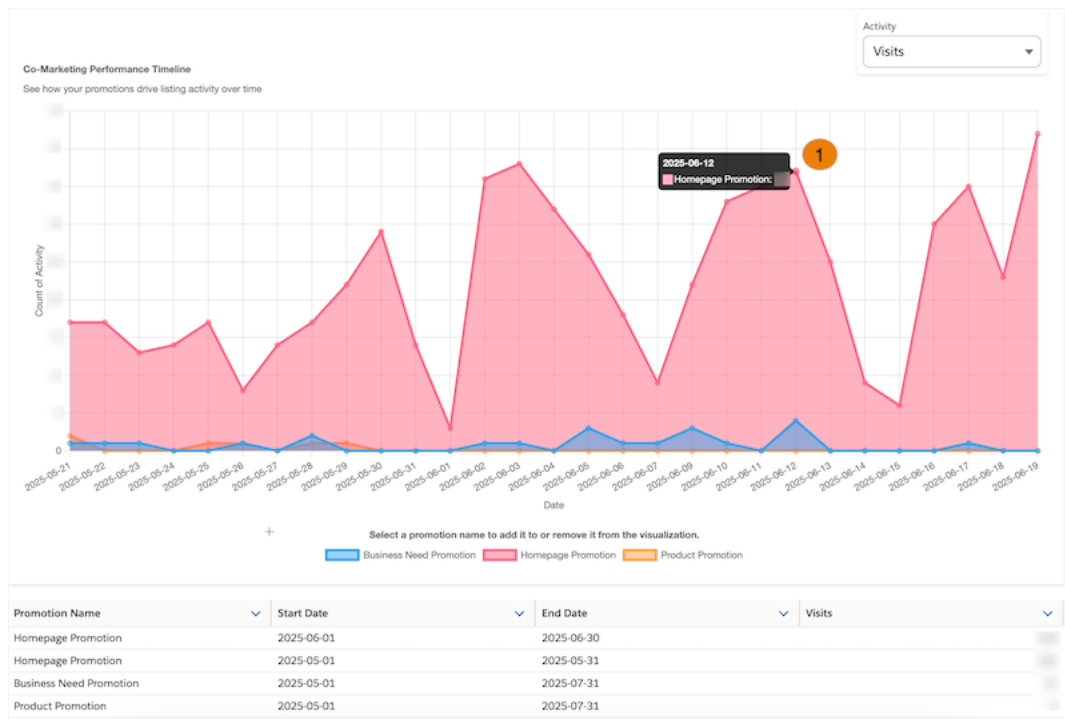 Activity
Visits
Co-Marketing Performance Timeline
See how your promotions drive listing activity over time
1
2025-06-12
Homepage Promotion:
Count of Activity
0
2025-05-21 2025-05-22 2025-05-23 2025-05-24 2025-05-25 2025-05-26 2025-05-27 2025-05-28 2025-05-29 2025-05-30 2025-05-31 2025-06-01 2025-06-02 2025-06-03 2025-06-04 2025-06-05 2025-06-06 2025-06-07 2025-06-09 2025-06-10 2025-06-11 2025-06-12 2025-06-13 2025-06-14 2025-06-15 2025-06-16 2025-06-17 2025-06-18 2025-06-19
Date
Select a promotion name to add it to or remove it from the visualization.
Business Need Promotion Homepage Promotion Product Promotion
Promotion Name Start Date End Date Visits
Homepage Promotion 2025-06-01 2025-06-30
Homepage Promotion 2025-05-01 2025-05-31
Business Need Promotion 2025-05-01 2025-07-31
Product Promotion 2025-05-01 2025-07-31